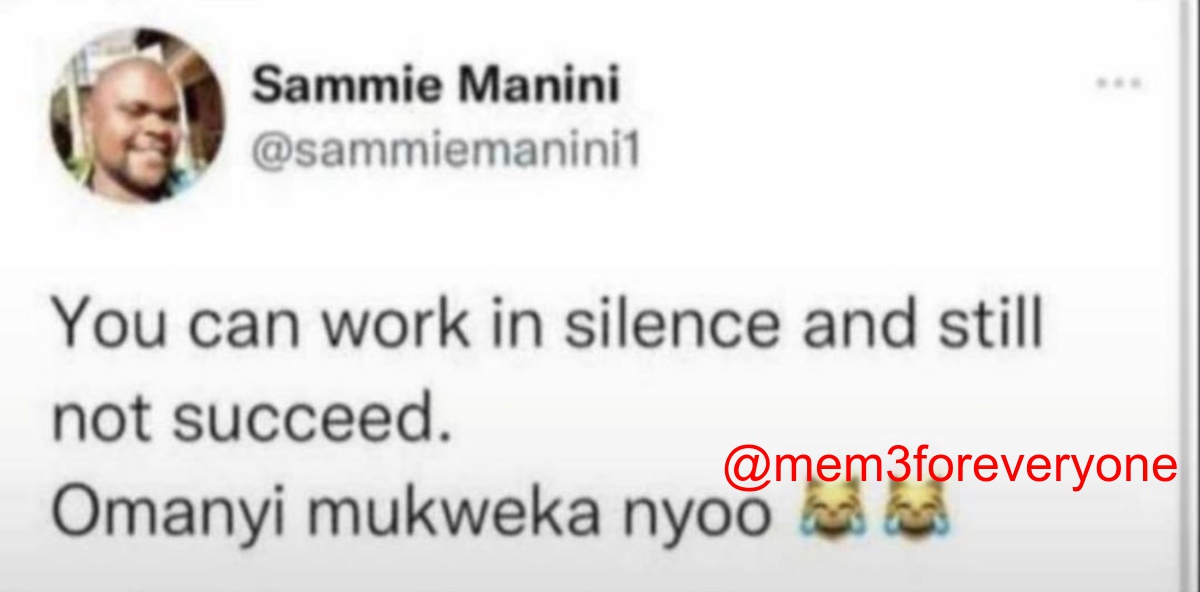 Sammie Manini
@sammiemanini1
You can work in silence and still
not succeed.
@mem3foreveryone
Omanyi mukweka nyoo 😹😹